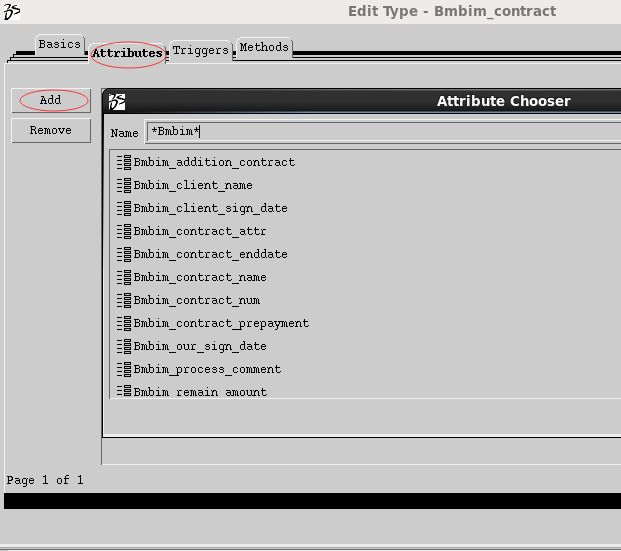 Edit Type - Bmbim_contract
Basics
Attributes
Triggers
Methods
Add
Remove
Attribute Chooser
Name *Bmbim*
Bmbim_addition_contract
Bmbim_client_name
Bmbim_client_sign_date
Bmbim_contract_attr
Bmbim_contract_enddate
Bmbim_contract_name
Bmbim_contract_num
Bmbim_contract_prepayment
Bmbim_our_sign_date
Bmbim_process_comment
Bmbim_remain_amount
Page 1 of 1